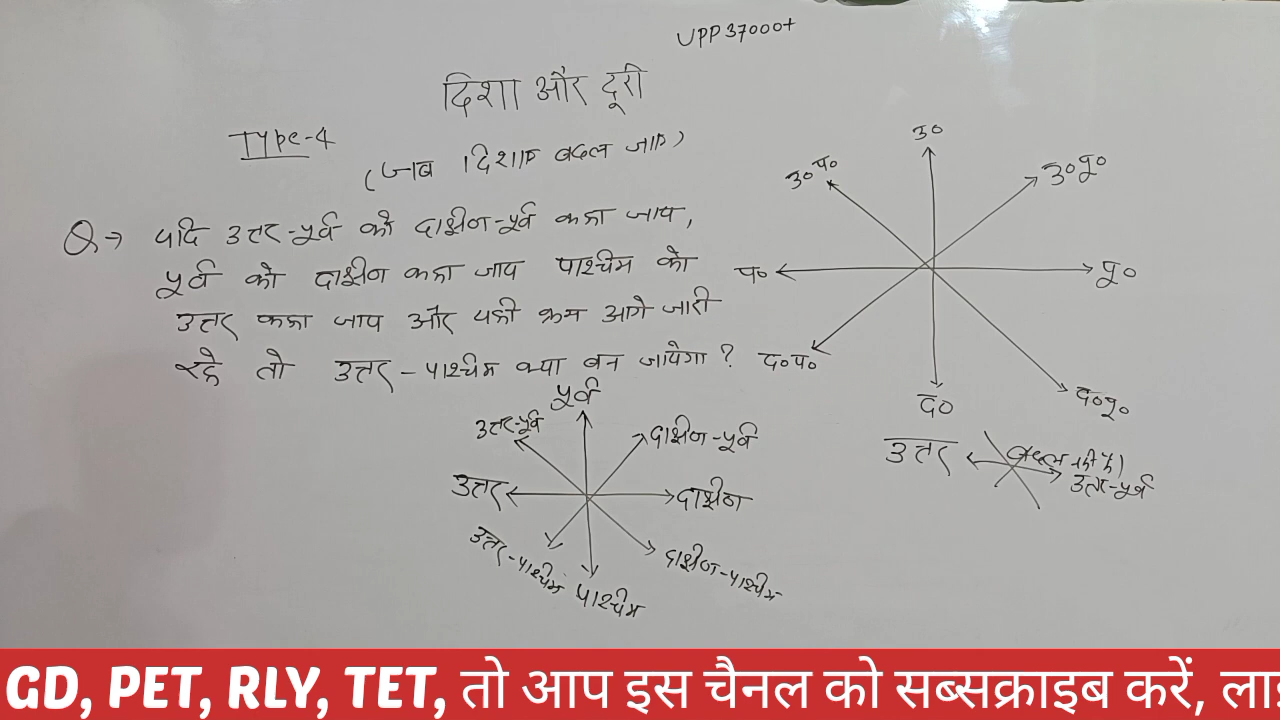 UPP 37000+
दिशा और दूरी
Type-4
(जब दिशाए बदल जाए)
Q→ यदि उत्तर-पूर्व को दक्षिण-पूर्व कहा जाय,
पूर्व को दक्षिण कहा जाय पश्चिम को
उत्तर कहा जाय और यही क्रम आगे जारी
रहे तो उत्तर-पश्चिम क्या बन जायेगा?
उ०
उ०प०
उ०पू०
प०
पू०
द०प०
द०
द०पू०
पूर्व
उत्तर-पूर्व
दक्षिण-पूर्व
उत्तर
दक्षिण
उत्तर-पश्चिम
पश्चिम
दक्षिण-पश्चिम
उत्तर
उत्तर-पूर्व
GD, PET, RLY, TET, तो आप इस चैनल को सब्सक्राइब करें, लाइ